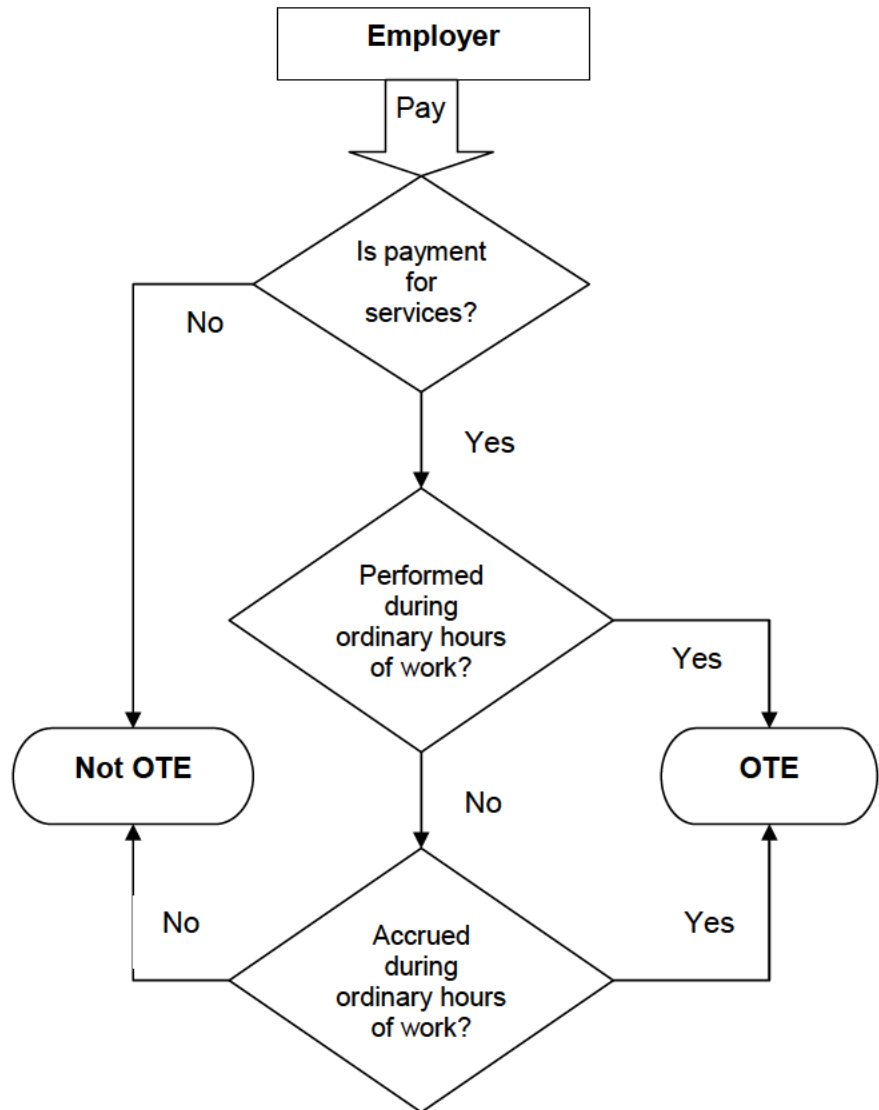 Employer
Pay
Is payment
for
services?
No
Yes
Performed
during
ordinary hours
of work?
Yes
Not OTE
OTE
No
No
Yes
Accrued
during
ordinary hours
of work?